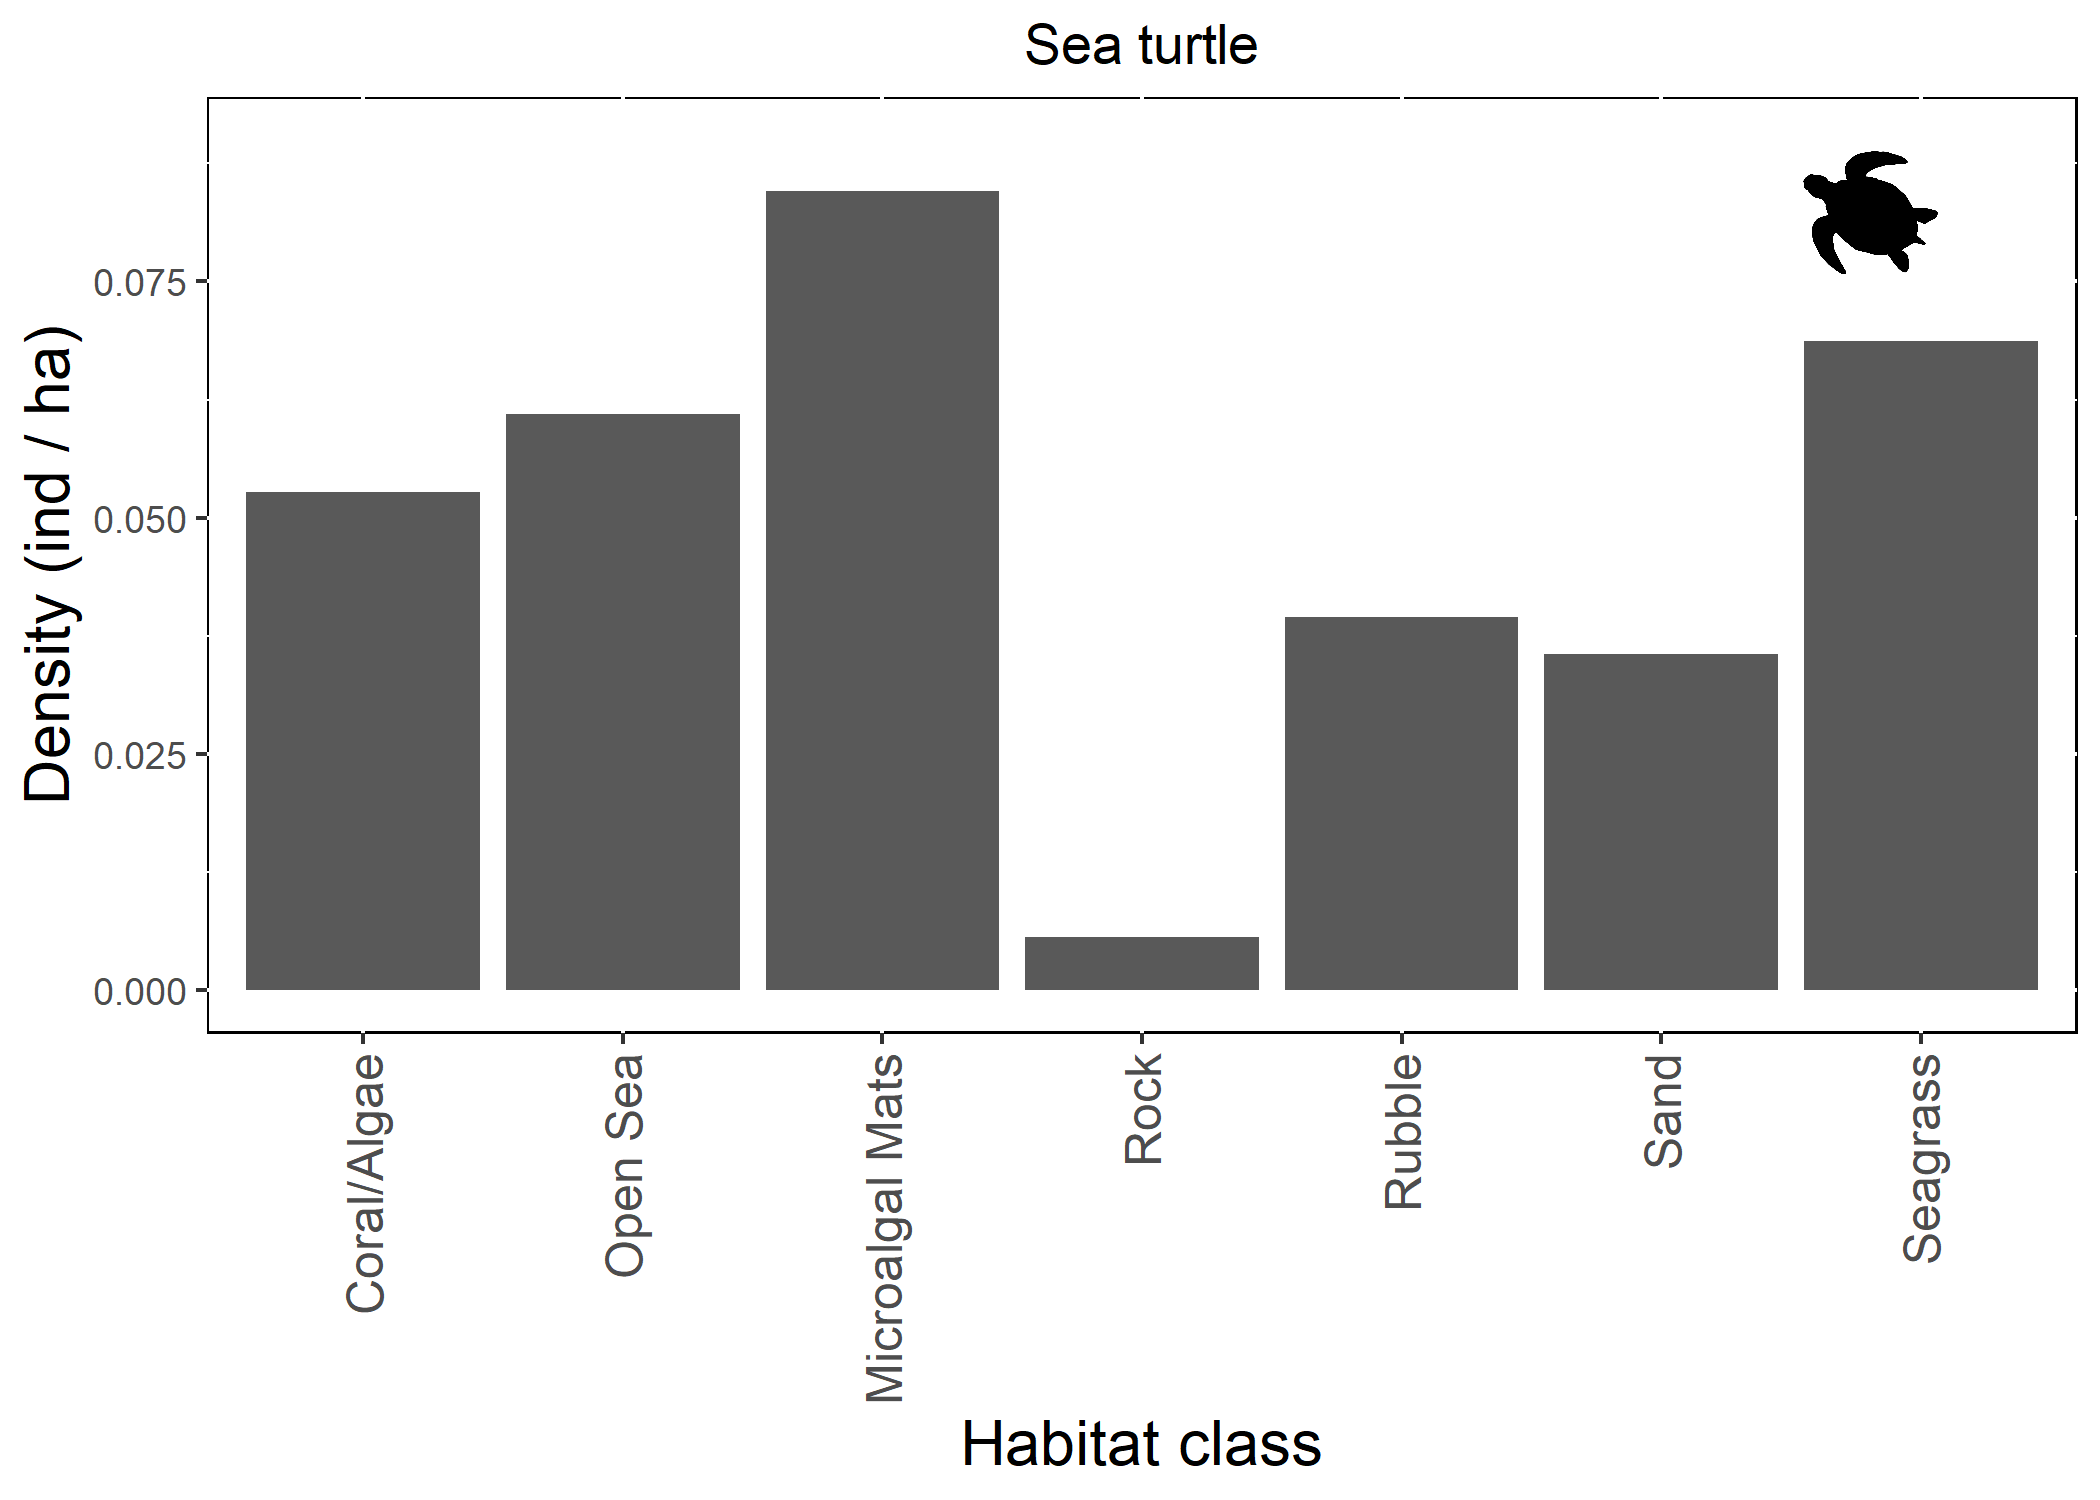 Sea turtle
Density (ind / ha)
0.075
0.050
0.025
0.000
Coral/Algae
Open Sea
Microalgal Mats
Rock
Rubble
Sand
Seagrass
Habitat class